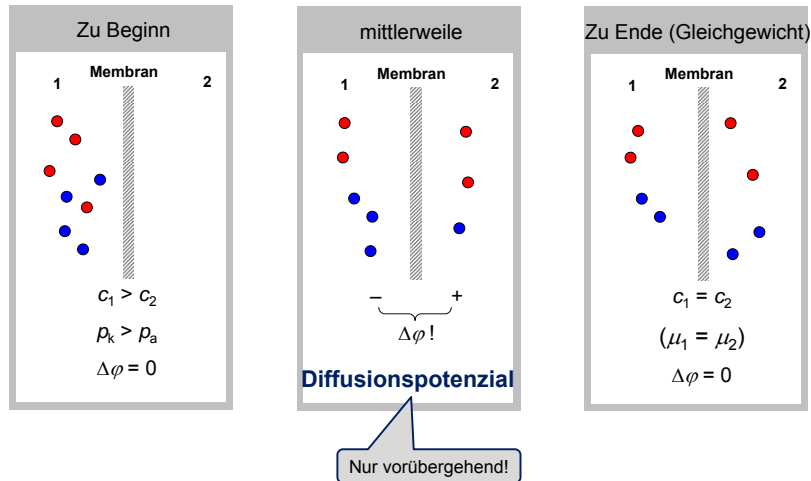 Zu Beginn
1 Membran 2
c₁ > c₂
pₖ > pₐ
Δφ = 0
mittlerweile
1 Membran 2
– +
Δφ !
Diffusionspotenzial
Nur vorübergehend!
Zu Ende (Gleichgewicht)
1 Membran 2
c₁ = c₂
(μ₁ = μ₂)
Δφ = 0